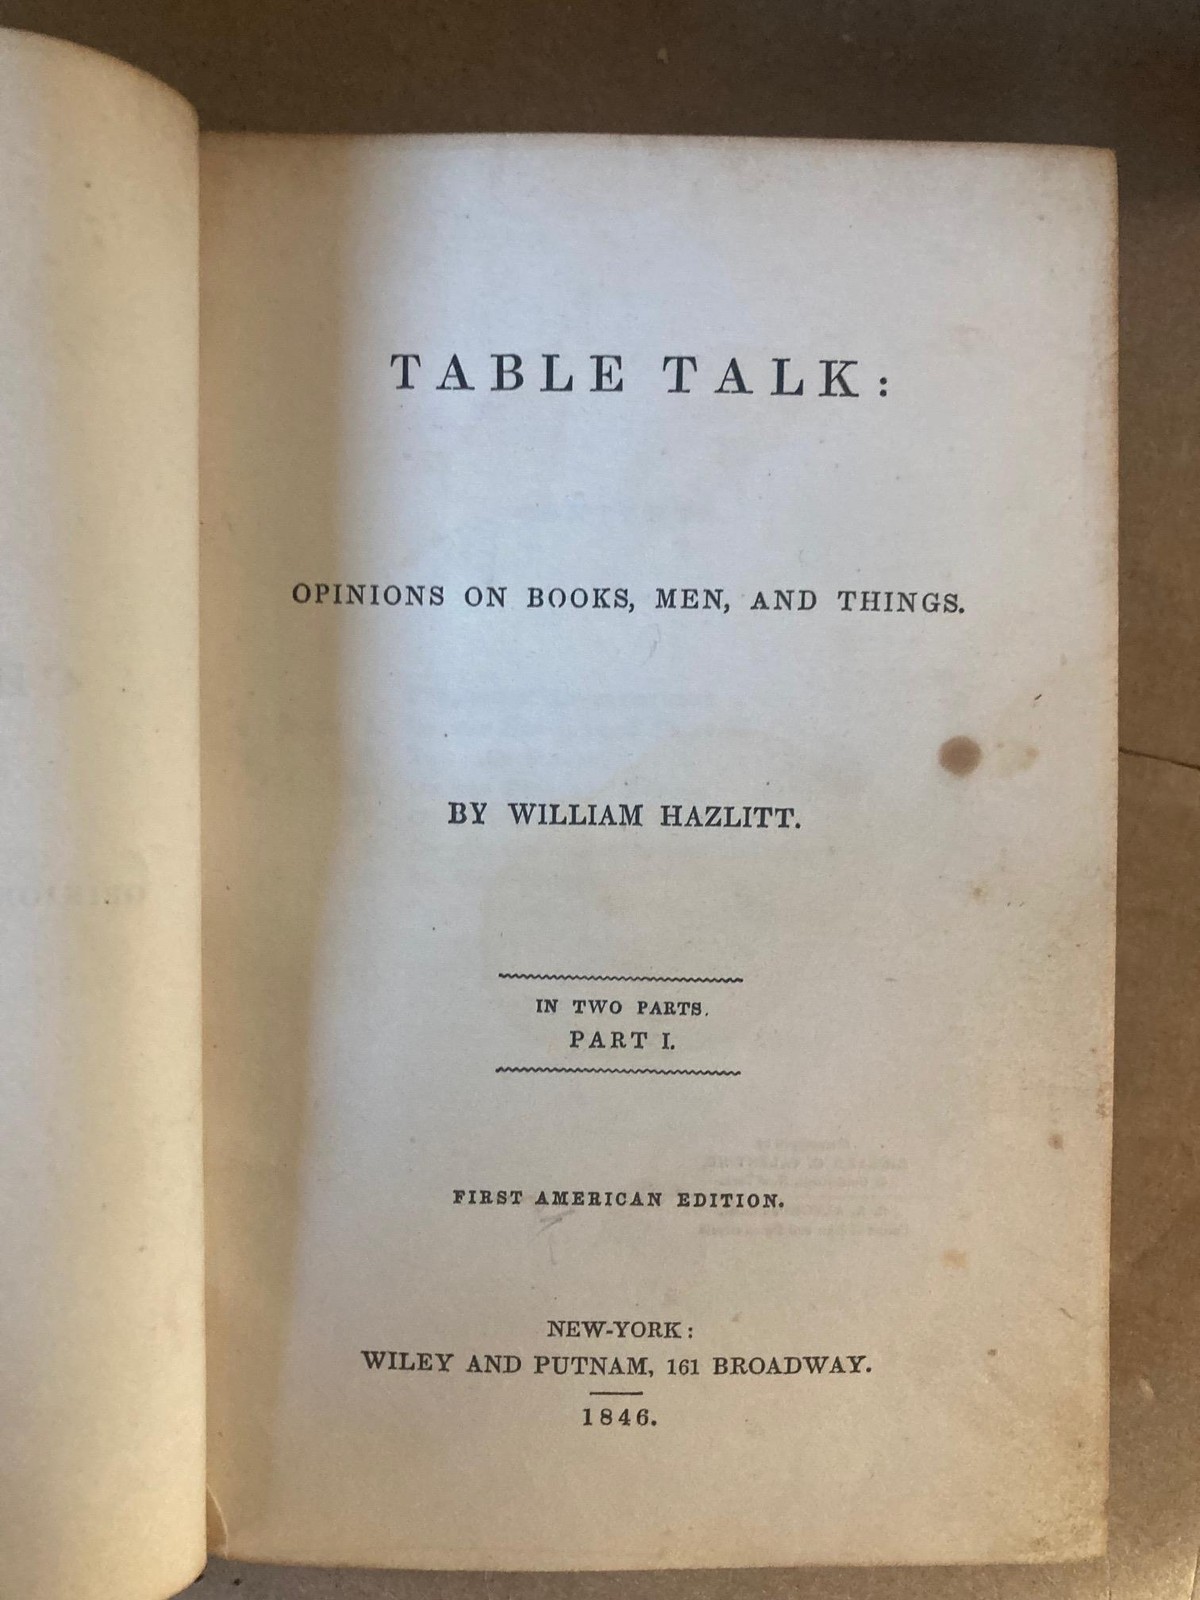 TABLE TALK:
OPINIONS ON BOOKS, MEN, AND THINGS.
BY WILLIAM HAZLITT.
IN TWO PARTS.
PART I.
FIRST AMERICAN EDITION.
NEW-YORK:
WILEY AND PUTNAM, 161 BROADWAY.
1846.